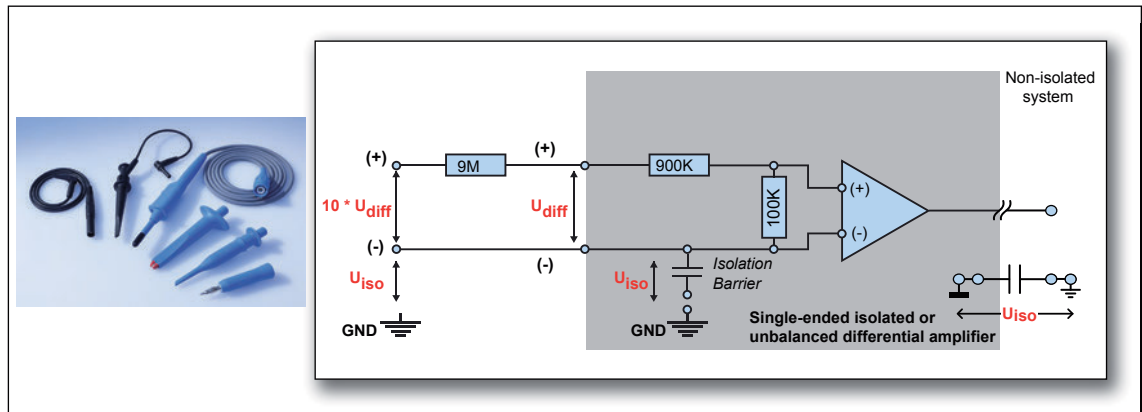 Non-isolated
system
(+)
9M
(+)
900K
100K
(+)
(-)
10 * Udiff
Udiff
(-)
(-)
Uiso
GND
Uiso
Isolation
Barrier
GND
Single-ended isolated or
unbalanced differential amplifier
Uiso